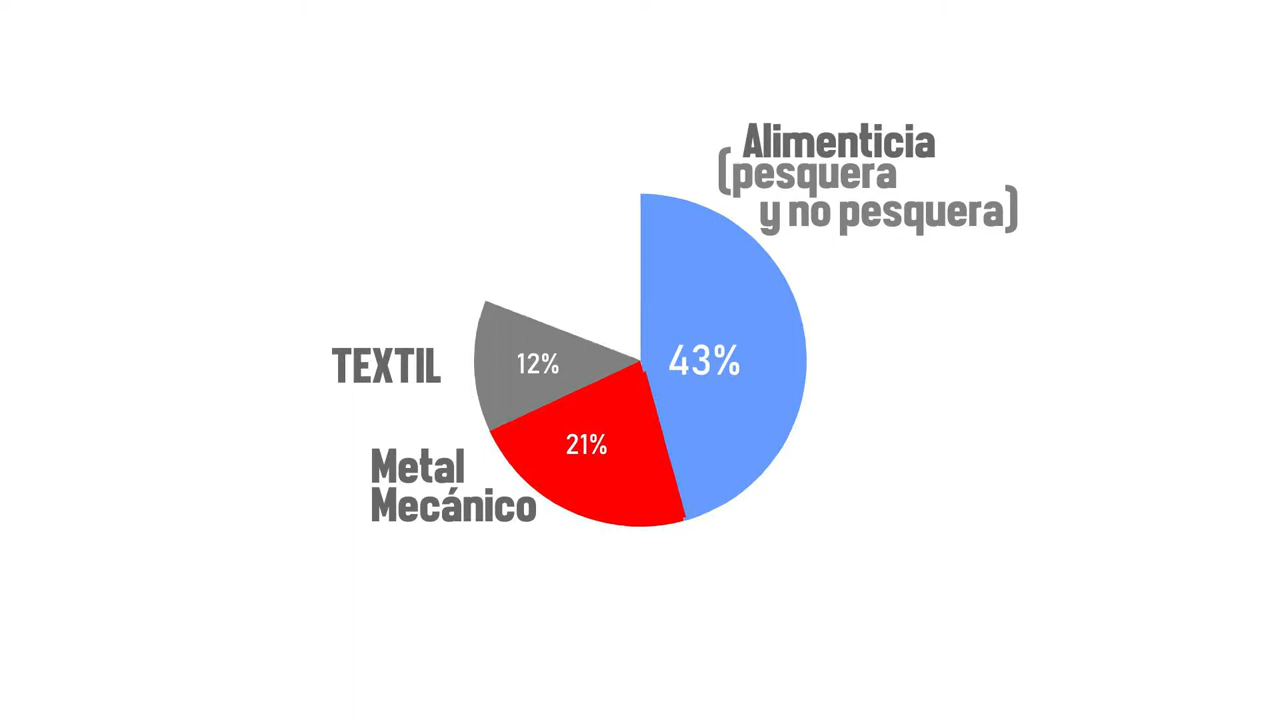 Alimenticia
(pesquera
y no pesquera)
43%
TEXTIL
12%
21%
Metal
Mecánico